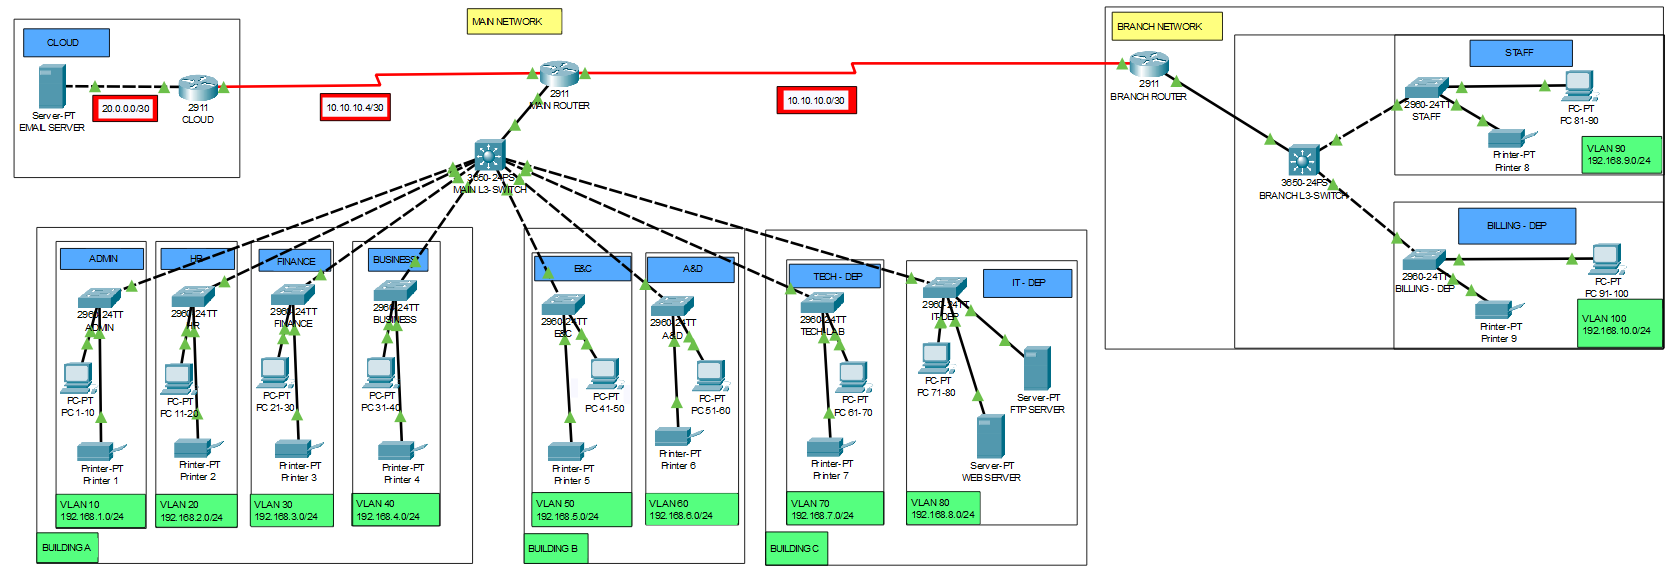 MAIN NETWORK
CLOUD
Server-PT
EMAIL SERVER
20.0.0.0/30
2911
CLOUD
10.10.10.4/30
2911
MAIN ROUTER
10.10.10.0/30
3650-24PS
MAIN L3-SWITCH
BRANCH NETWORK
2911
BRANCH ROUTER
3650-24PS
BRANCH L3-SWITCH
STAFF
2960-24TT
STAFF
PC-PT
PC 81-90
Printer-PT
Printer 8
VLAN 90
192.168.9.0/24
BILLING - DEP
2960-24TT
BILLING - DEP
PC-PT
PC 91-100
Printer-PT
Printer 9
VLAN 100
192.168.10.0/24
ADMIN
2960-24TT
ADMIN
PC-PT
PC 1-10
Printer-PT
Printer 1
VLAN 10
192.168.1.0/24
HR
2960-24TT
HR
PC-PT
PC 11-20
Printer-PT
Printer 2
VLAN 20
192.168.2.0/24
FINANCE
2960-24TT
FINANCE
PC-PT
PC 21-30
Printer-PT
Printer 3
VLAN 30
192.168.3.0/24
BUSINESS
2960-24TT
BUSINESS
PC-PT
PC 31-40
Printer-PT
Printer 4
VLAN 40
192.168.4.0/24
BUILDING A
E&C
2960-24TT
E&C
PC-PT
PC 41-50
Printer-PT
Printer 5
VLAN 50
192.168.5.0/24
A&D
2960-24TT
A&D
PC-PT
PC 51-60
Printer-PT
Printer 6
VLAN 60
192.168.6.0/24
BUILDING B
TECH - DEP
2960-24TT
TECH LAB
PC-PT
PC 61-70
Printer-PT
Printer 7
VLAN 70
192.168.7.0/24
IT - DEP
2960-24TT
IT-DEP
PC-PT
PC 71-80
Server-PT
FTP SERVER
Server-PT
WEB SERVER
VLAN 80
192.168.8.0/24
BUILDING C